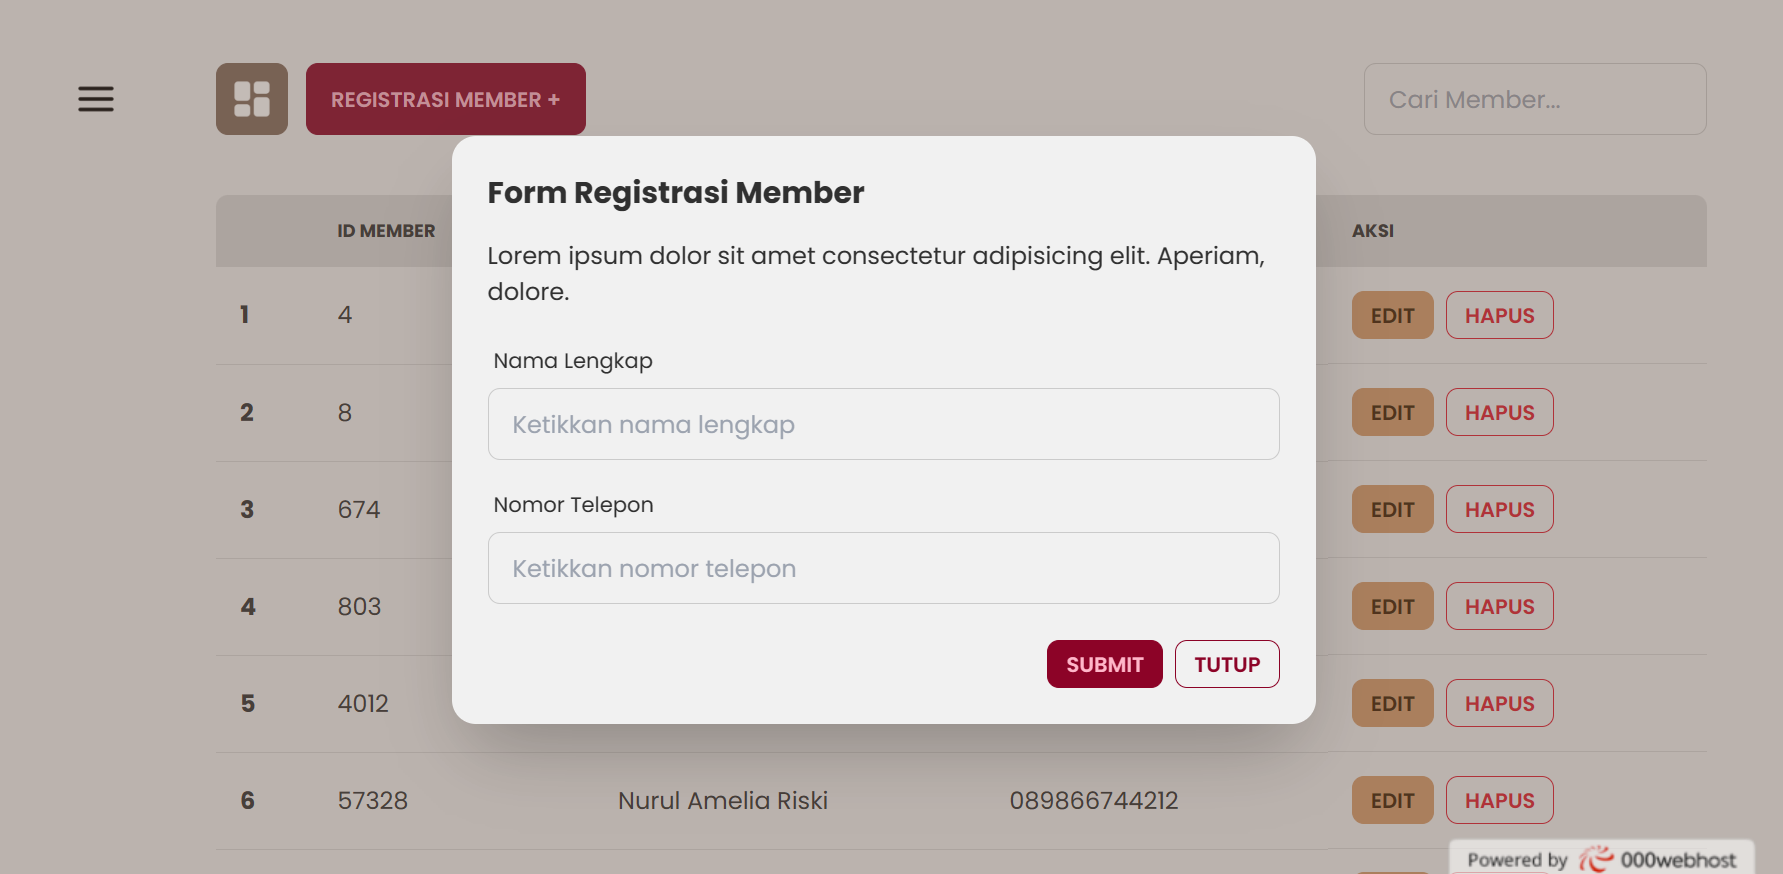 REGISTRASI MEMBER +
Cari Member...
Form Registrasi Member
Lorem ipsum dolor sit amet consectetur adipisicing elit. Aperiam,
dolore.
Nama Lengkap
Ketikkan nama lengkap
Nomor Telepon
Ketikkan nomor telepon
SUBMIT TUTUP
ID MEMBER AKSI
1 4 EDIT HAPUS
2 8 EDIT HAPUS
3 674 EDIT HAPUS
4 803 EDIT HAPUS
5 4012 EDIT HAPUS
6 57328 Nurul Amelia Riski 089866744212 EDIT HAPUS
Powered by 000webhost